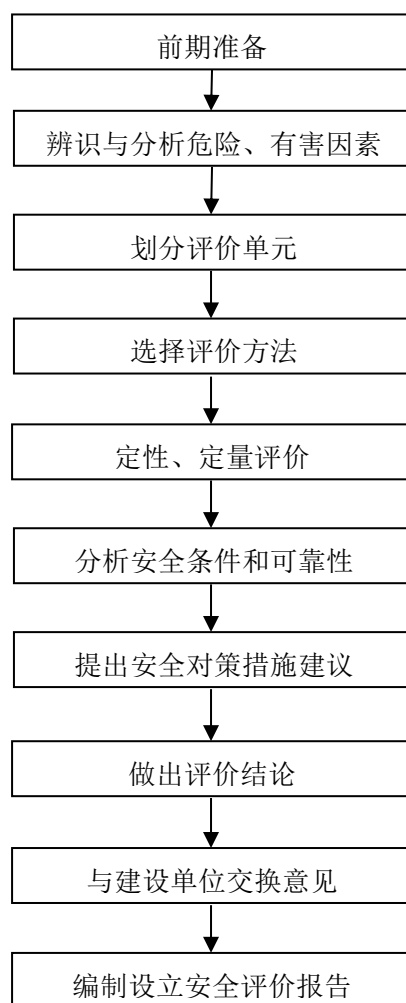 前期准备
辨识与分析危险、有害因素
划分评价单元
选择评价方法
定性、定量评价
分析安全条件和可靠性
提出安全对策措施建议
做出评价结论
与建设单位交换意见
编制设立安全评价报告